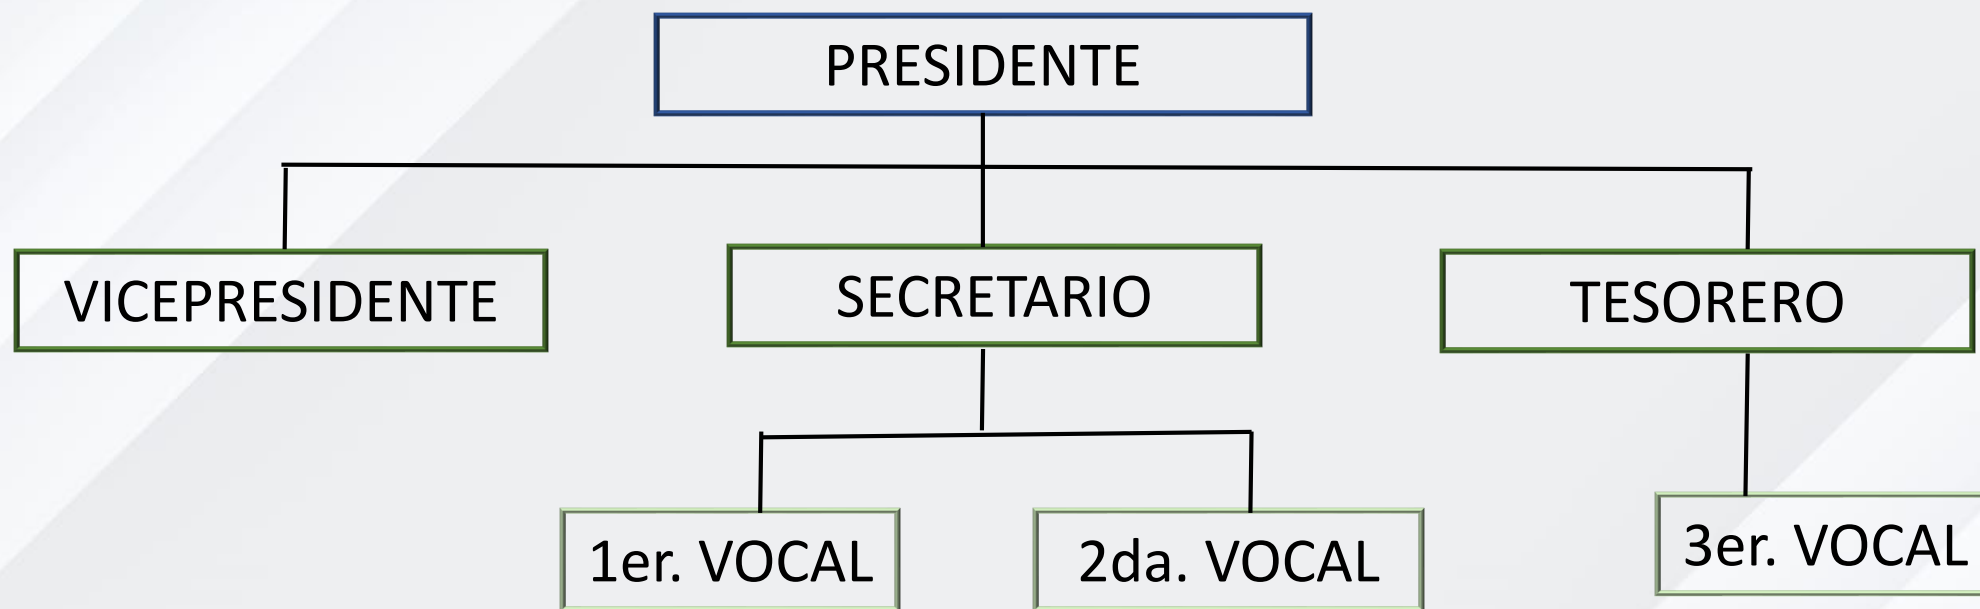 PRESIDENTE
VICEPRESIDENTE
SECRETARIO
TESORERO
1er. VOCAL
2da. VOCAL
3er. VOCAL